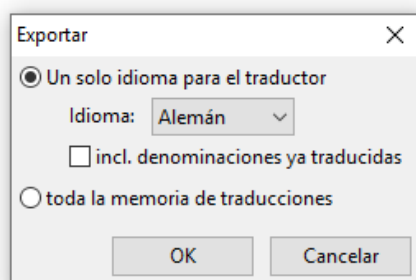 Exportar
Un solo idioma para el traductor
Idioma: Alemán
incl. denominaciones ya traducidas
toda la memoria de traducciones
OK Cancelar